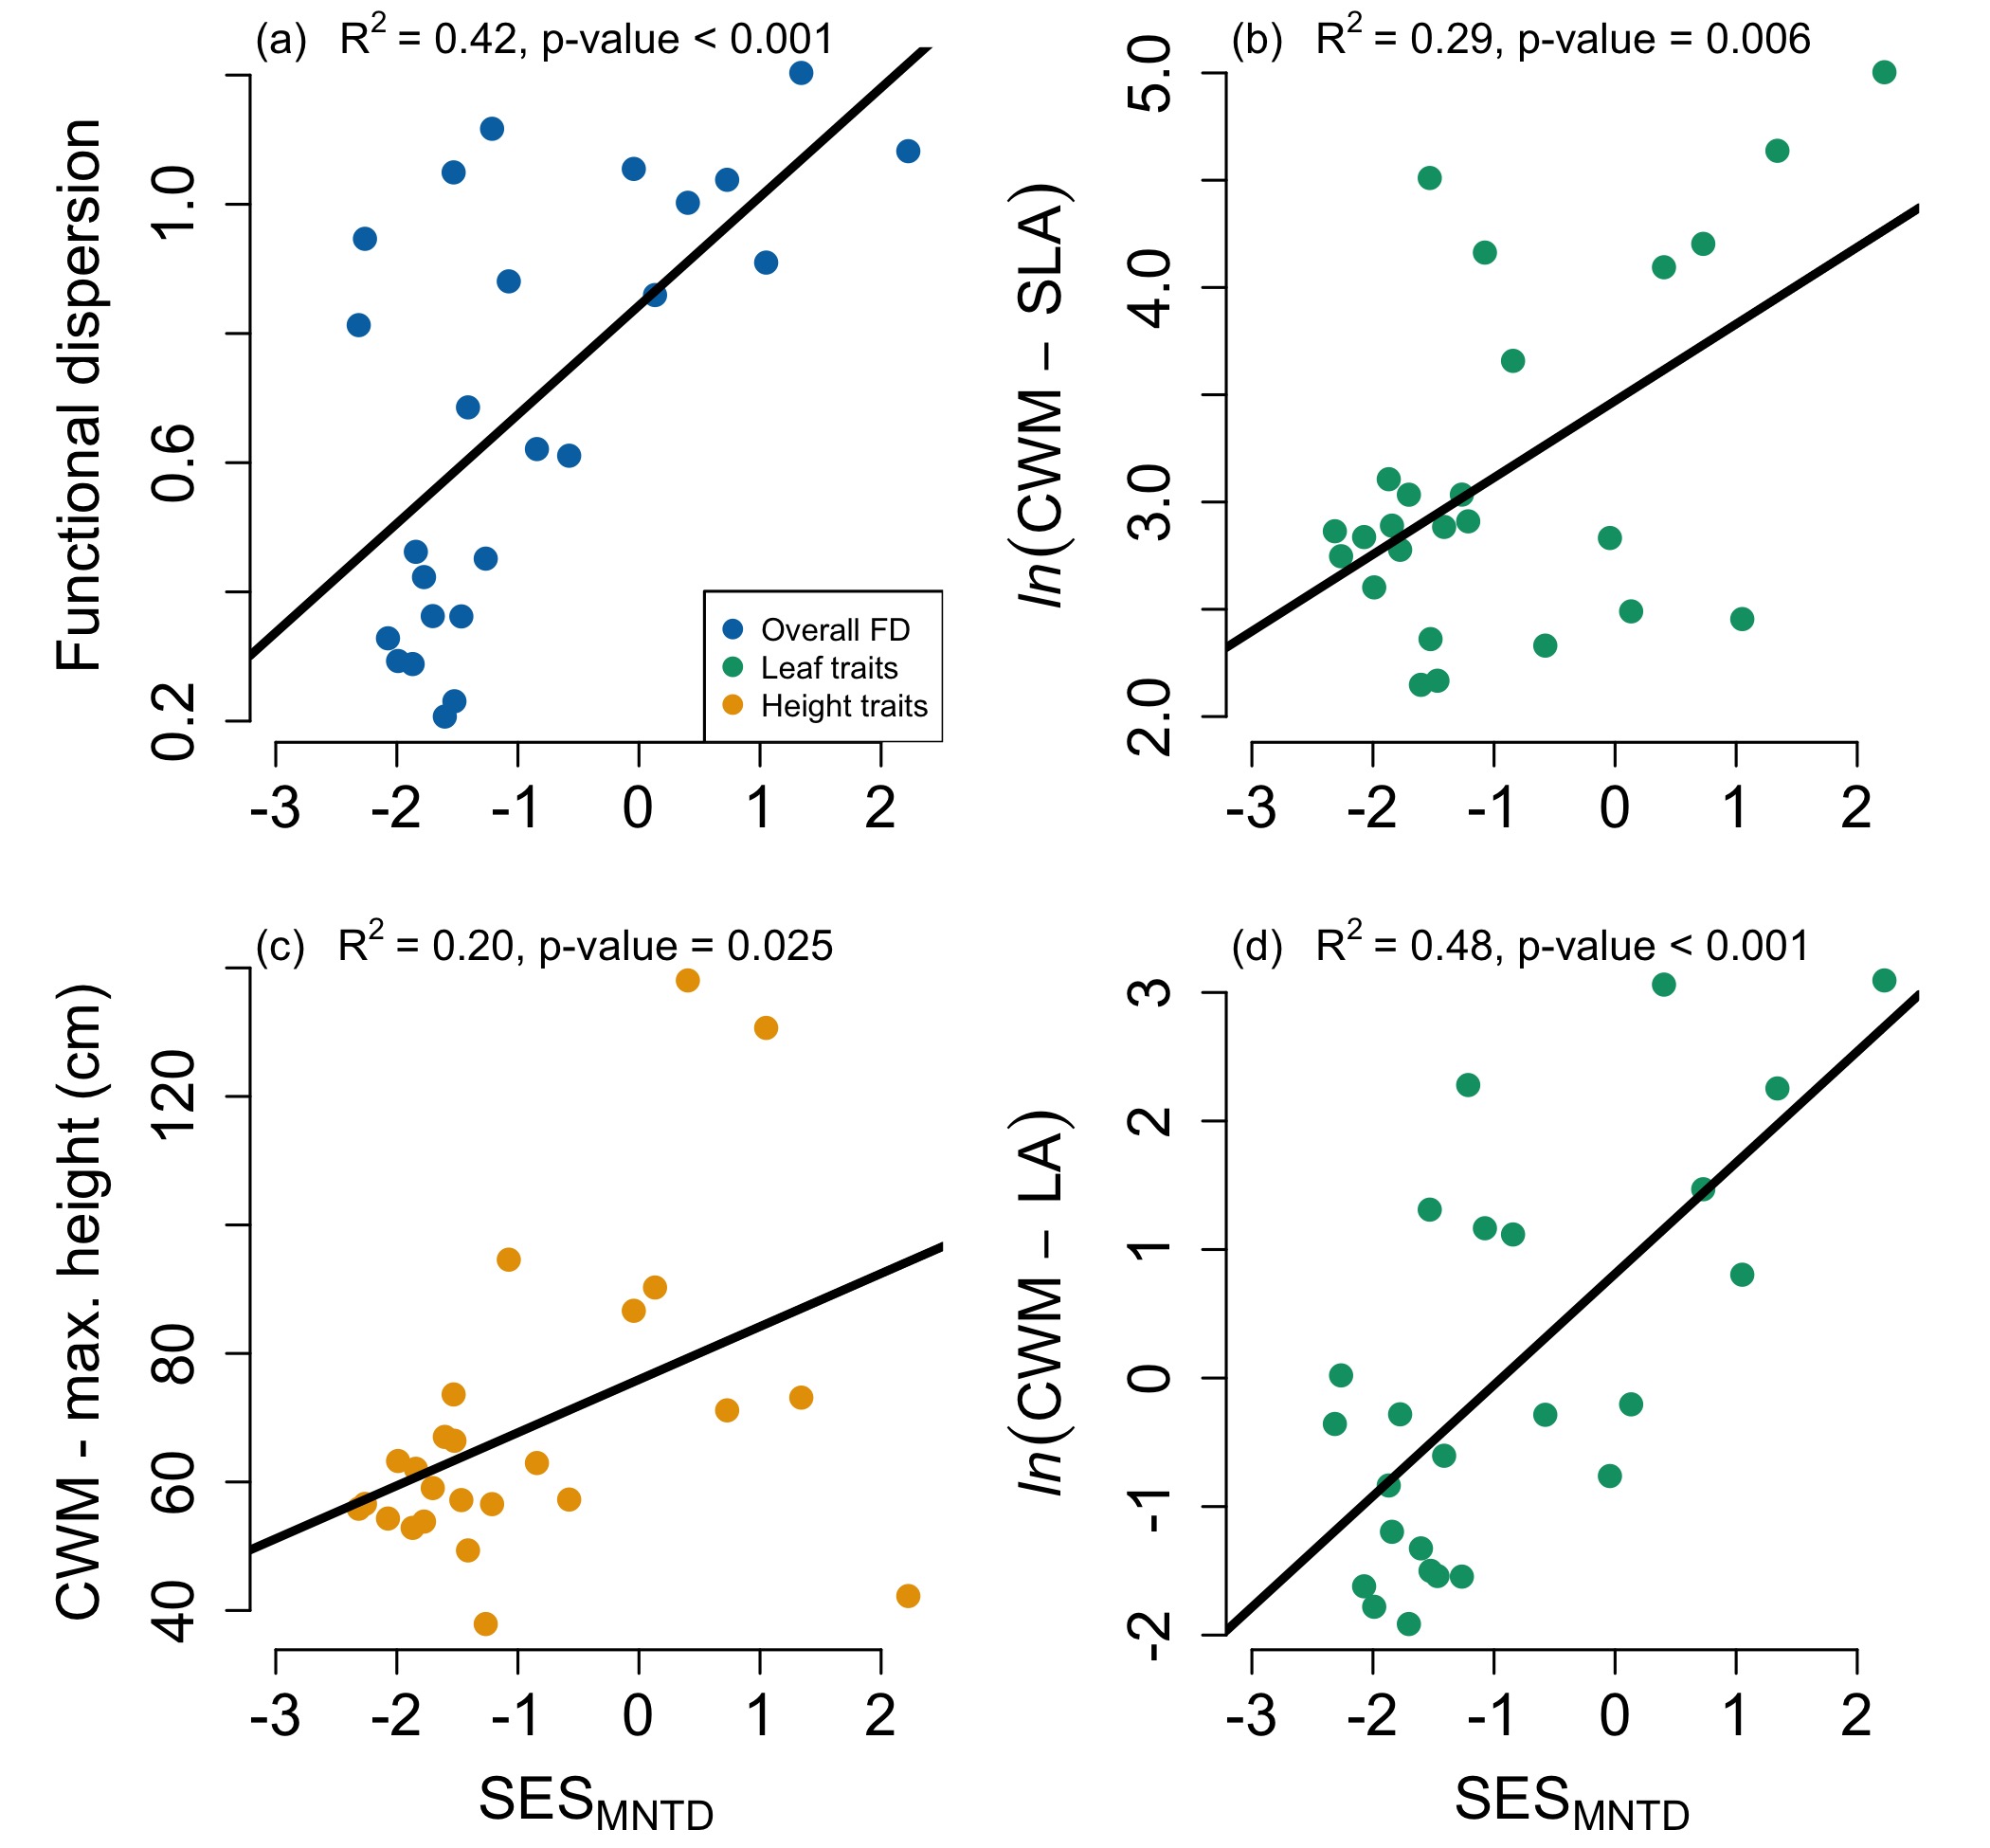 (a) R² = 0.42, p-value < 0.001
Functional dispersion
1.0
0.6
0.2
Overall FD
Leaf traits
Height traits
-3 -2 -1 0 1 2
(b) R² = 0.29, p-value = 0.006
ln(CWM – SLA)
5.0
4.0
3.0
2.0
-3 -2 -1 0 1 2
(c) R² = 0.20, p-value = 0.025
CWM - max. height (cm)
120
80
60
40
-3 -2 -1 0 1 2
SES_MNTD
(d) R² = 0.48, p-value < 0.001
ln(CWM – LA)
3
2
1
0
-1
-2
-3 -2 -1 0 1 2
SES_MNTD